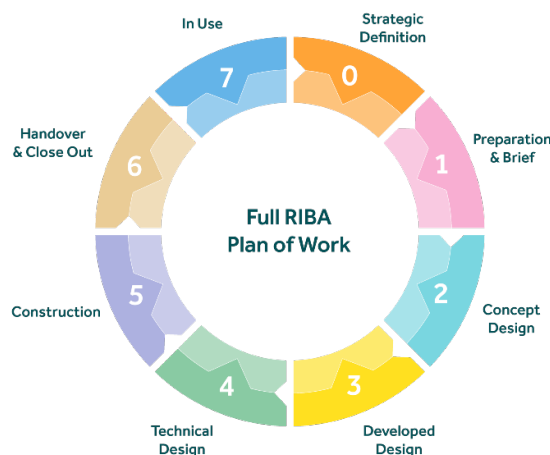 Full RIBA
Plan of Work
0
Strategic
Definition
1
Preparation
& Brief
2
Concept
Design
3
Developed
Design
4
Technical
Design
5
Construction
6
Handover
& Close Out
7
In Use